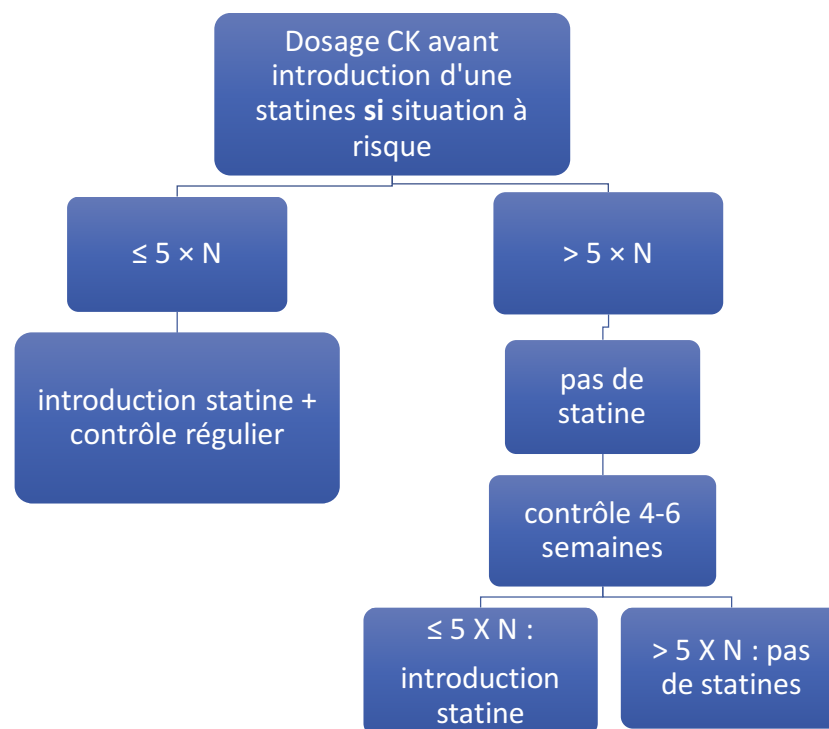 Dosage CK avant
introduction d'une
statines si situation à
risque
≤ 5 × N
> 5 × N
introduction statine +
contrôle régulier
pas de
statine
contrôle 4-6
semaines
≤ 5 X N :
introduction
statine
> 5 X N : pas
de statines